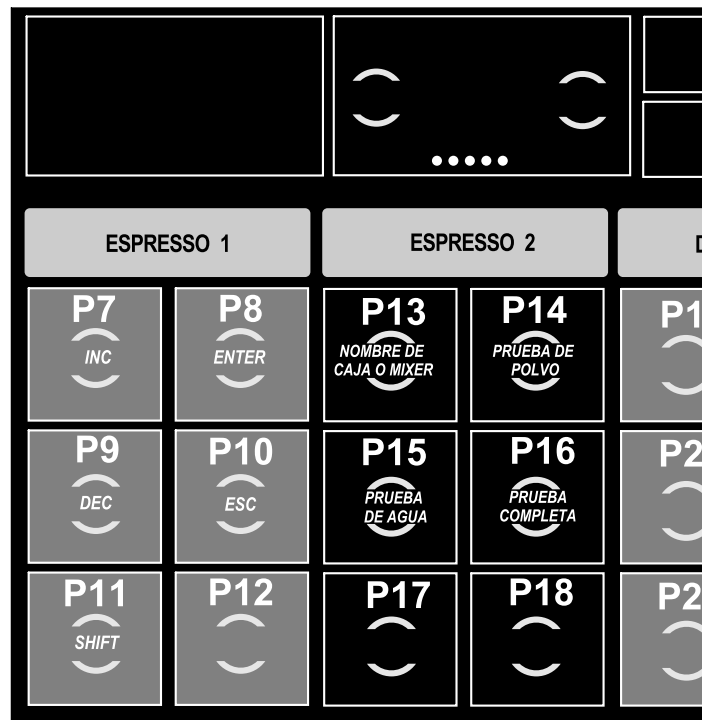 ESPRESSO 1
ESPRESSO 2
P7
INC
P8
ENTER
P13
NOMBRE DE
CAJA O MIXER
P14
PRUEBA DE
POLVO
P9
DEC
P10
ESC
P15
PRUEBA
DE AGUA
P16
PRUEBA
COMPLETA
P11
SHIFT
P12
P17
P18